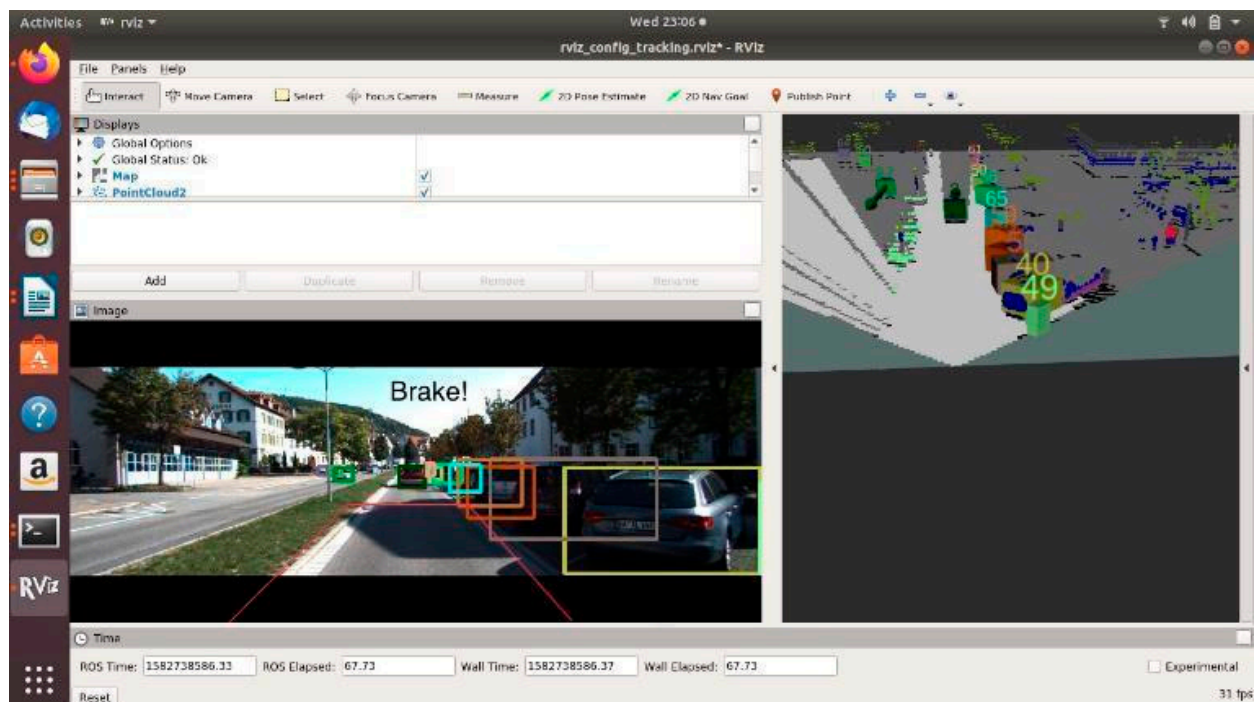 Activities
rviz
Wed 23:06
rviz_config_tracking.rviz* - RViz
File Panels Help
Interact Move Camera Select Focus Camera Measure 2D Pose Estimate 2D Nav Goal Publish Point
Displays
Global Options
Global Status: Ok
Map
PointCloud2
Add Duplicate Remove Rename
Image
Brake!
65
40
49
a
RViz
Time
ROS Time: 1582738586.33 ROS Elapsed: 67.73 Wall Time: 1582738586.37 Wall Elapsed: 67.73 Experimental
Reset
31 fps